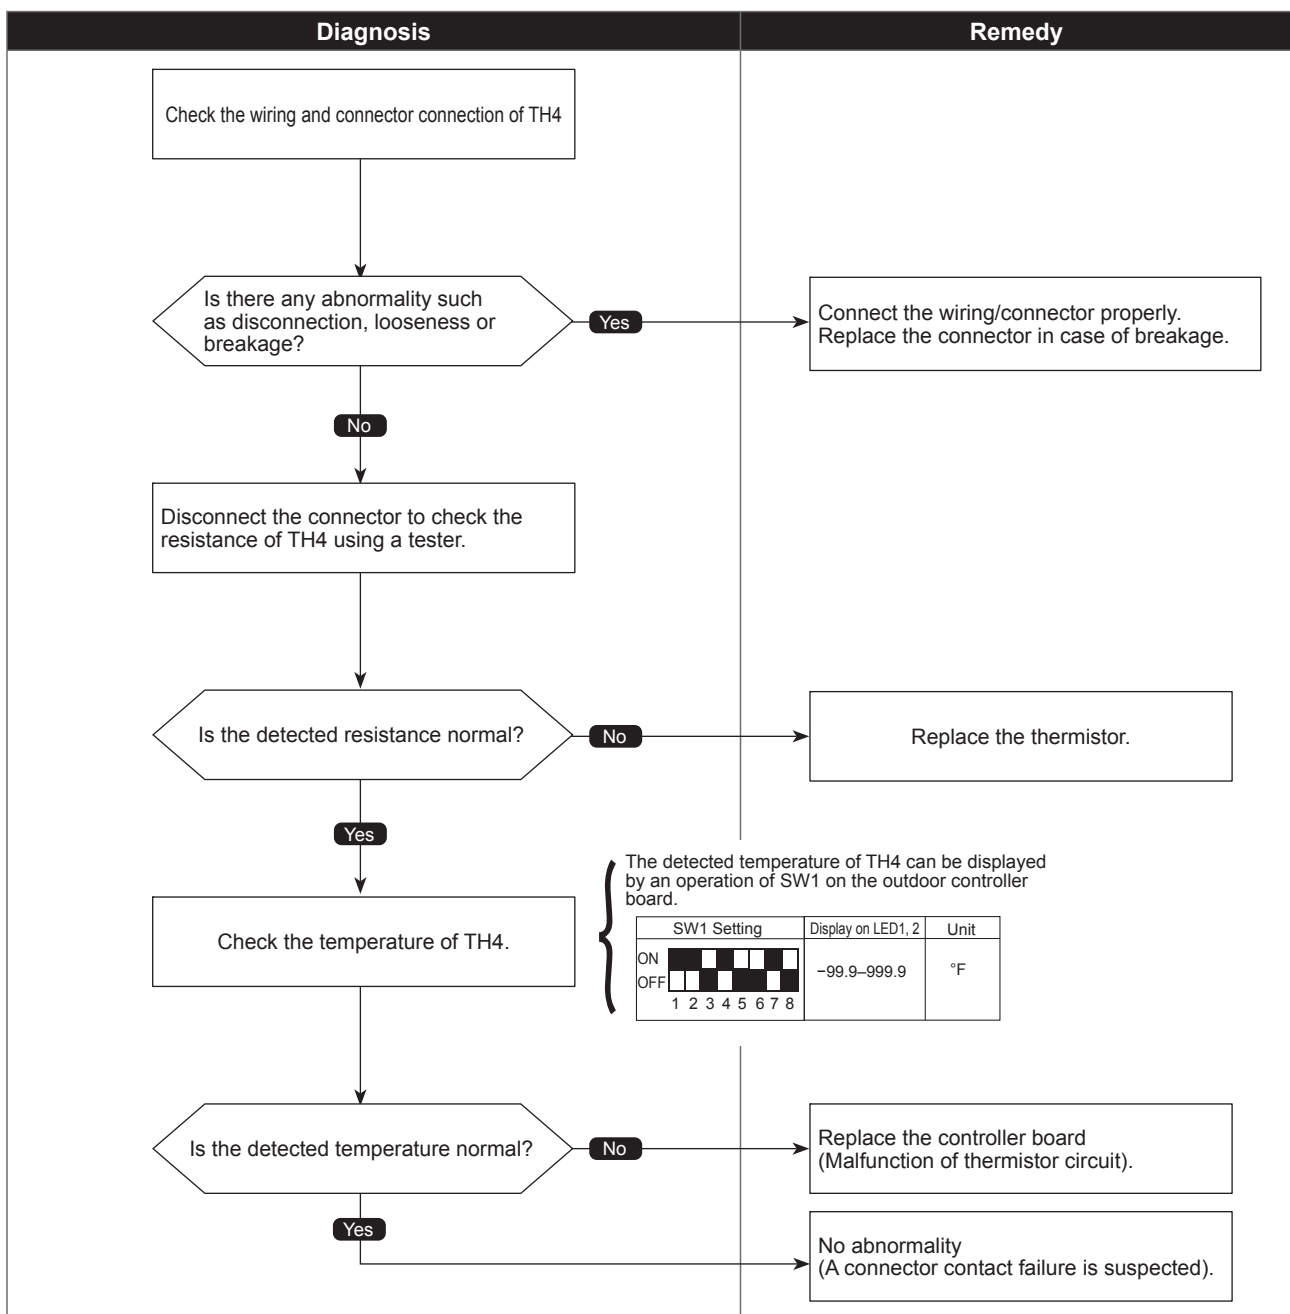 Diagnosis
Remedy
Check the wiring and connector connection of TH4
Is there any abnormality such
as disconnection, looseness or
breakage?
Yes
Connect the wiring/connector properly.
Replace the connector in case of breakage.
No
Disconnect the connector to check the
resistance of TH4 using a tester.
Is the detected resistance normal?
No
Replace the thermistor.
Yes
Check the temperature of TH4.
The detected temperature of TH4 can be displayed
by an operation of SW1 on the outdoor controller
board.
SW1 Setting
Display on LED1, 2
Unit
ON
OFF
1 2 3 4 5 6 7 8
−99.9–999.9
°F
Is the detected temperature normal?
No
Replace the controller board
(Malfunction of thermistor circuit).
Yes
No abnormality
(A connector contact failure is suspected).